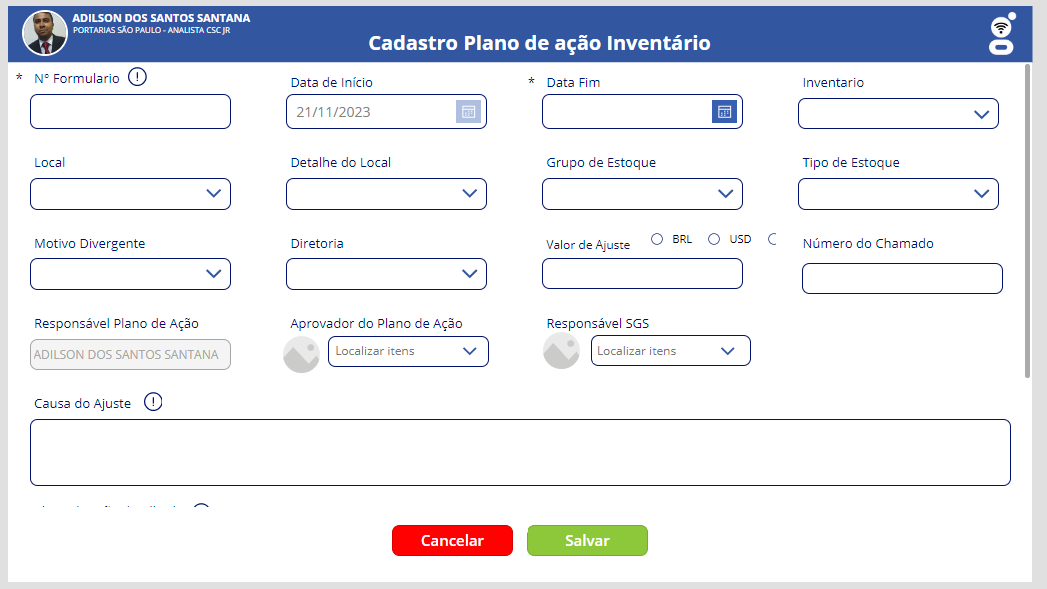 ADILSON DOS SANTOS SANTANA
PORTARIAS SÃO PAULO - ANALISTA CSC JR
Cadastro Plano de ação Inventário
* N° Formulario
Data de Início
* Data Fim
Inventario
21/11/2023
Local
Detalhe do Local
Grupo de Estoque
Tipo de Estoque
Motivo Divergente
Diretoria
Valor de Ajuste
BRL
USD
Número do Chamado
Responsável Plano de Ação
Aprovador do Plano de Ação
Responsável SGS
ADILSON DOS SANTOS SANTANA
Localizar itens
Localizar itens
Causa do Ajuste
Cancelar
Salvar